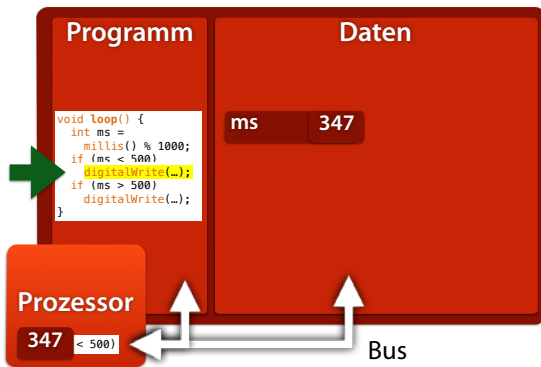 Programm
Daten
void loop() {
int ms =
millis() % 1000;
if (ms < 500)
digitalWrite(…);
if (ms > 500)
digitalWrite(…);
}
ms 347
Prozessor
347 < 500)
Bus